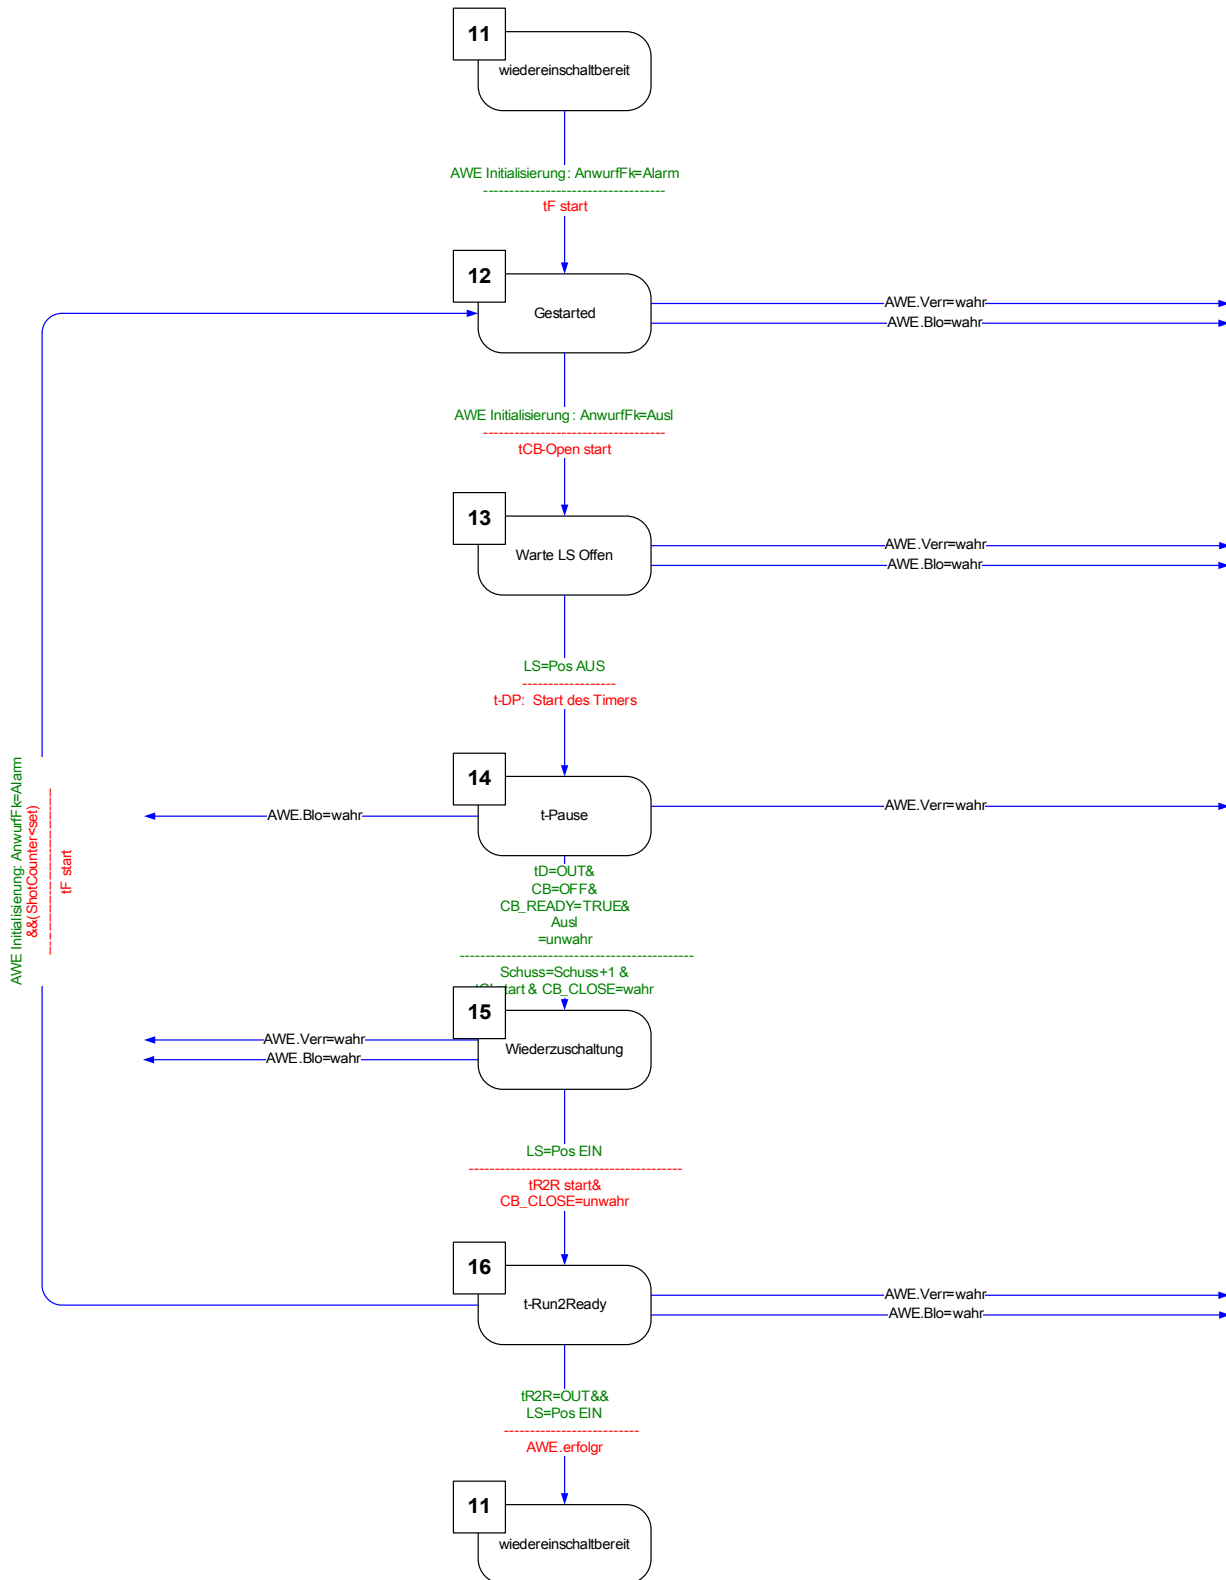 11
wiedereinschaltbereit
AWE Initialisierung: AnwurfFk=Alarm
tF start
12
Gestarted
AWE.Verr=wahr
AWE.Blo=wahr
AWE Initialisierung: AnwurfFk=Ausl
tCB-Open start
13
Warte LS Offen
AWE.Verr=wahr
AWE.Blo=wahr
LS=Pos AUS
t-DP: Start des Timers
AWE Initialisierung: AnwurfFk=Alarm
&&(ShotCounter<set)
tF start
14
t-Pause
AWE.Blo=wahr
AWE.Verr=wahr
tD=OUT&
CB=OFF&
CB_READY=TRUE&
Ausl
=unwahr
Schuss=Schuss+1 &
& CB_CLOSE=wahr
15
Wiederzuschaltung
AWE.Verr=wahr
AWE.Blo=wahr
LS=Pos EIN
tR2R start&
CB_CLOSE=unwahr
16
t-Run2Ready
AWE.Verr=wahr
AWE.Blo=wahr
tR2R=OUT&&
LS=Pos EIN
AWE.erfolgr
11
wiedereinschaltbereit